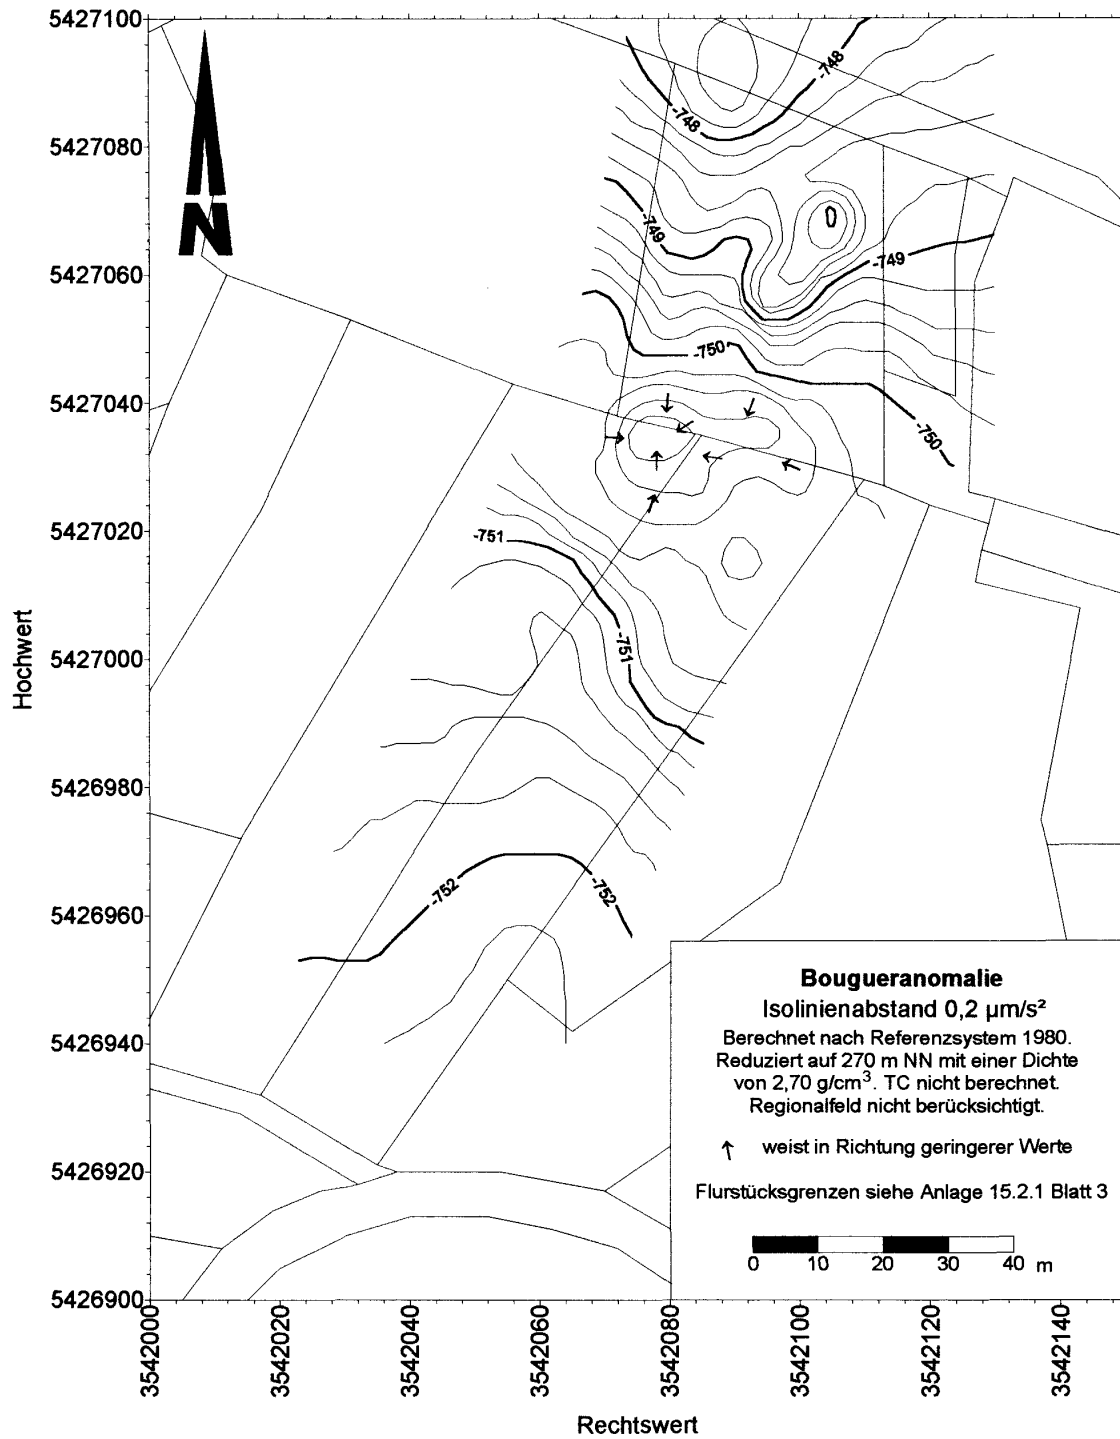 5427100
5427080
5427060
5427040
5427020
5427000
5426980
5426960
5426940
5426920
5426900
Hochwert
N
-748
-748
-749
-749
-750
-750
-751
-751
-752
-752
Bougueranomalie
Isolinienabstand 0,2 µm/s²
Berechnet nach Referenzsystem 1980.
Reduziert auf 270 m NN mit einer Dichte
von 2,70 g/cm³. TC nicht berechnet.
Regionalfeld nicht berücksichtigt.
weist in Richtung geringerer Werte
Flurstücksgrenzen siehe Anlage 15.2.1 Blatt 3
0 10 20 30 40 m
3542000
3542020
3542040
3542060
3542080
3542100
3542120
3542140
Rechtswert